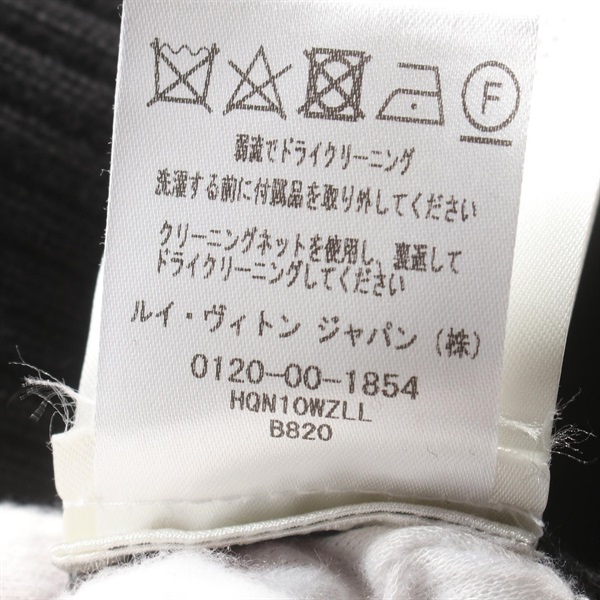 F
弱流でドライクリーニング
洗濯する前に付属品を取り外してください
クリーニングネットを使用し、裏返して
ドライクリーニングしてください
ルイ・ヴィトン ジャパン (株)
0120-00-1854
HQN10WZLL
B820